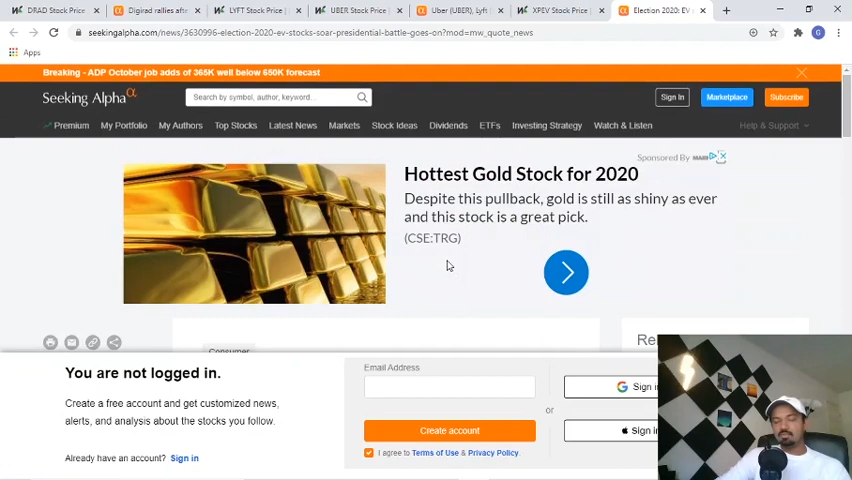 DRAD Stock Price
Digirad rallies afte
LYFT Stock Price |
UBER Stock Price |
Uber (UBER), Lyft
XPEV Stock Price |
Election 2020: EV s
seekingalpha.com/news/3630996-election-2020-ev-stocks-soar-presidential-battle-goes-on?mod=mw_quote_news
G
Apps
Breaking - ADP October job adds of 365K well below 650K forecast
Seeking Alpha α
Search by symbol, author, keyword...
Sign In
Marketplace
Subscribe
Premium
My Portfolio
My Authors
Top Stocks
Latest News
Markets
Stock Ideas
Dividends
ETFs
Investing Strategy
Watch & Listen
Help & Support
Sponsored By
Hottest Gold Stock for 2020
Despite this pullback, gold is still as shiny as ever
and this stock is a great pick.
(CSE:TRG)
Consumer
You are not logged in.
Create a free account and get customized news,
alerts, and analysis about the stocks you follow.
Already have an account? Sign in
Email Address
Create account
I agree to Terms of Use & Privacy Policy.
or
G Sign in
Sign in